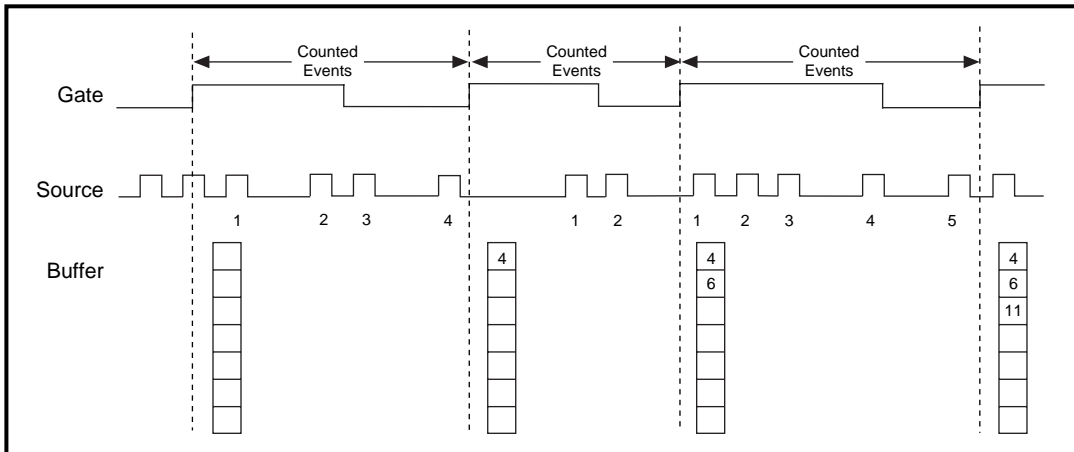 Counted Events
Counted Events
Counted Events
Gate
Source
1 2 3 4 1 2 1 2 3 4 5
Buffer
4 4 4
6 6
11